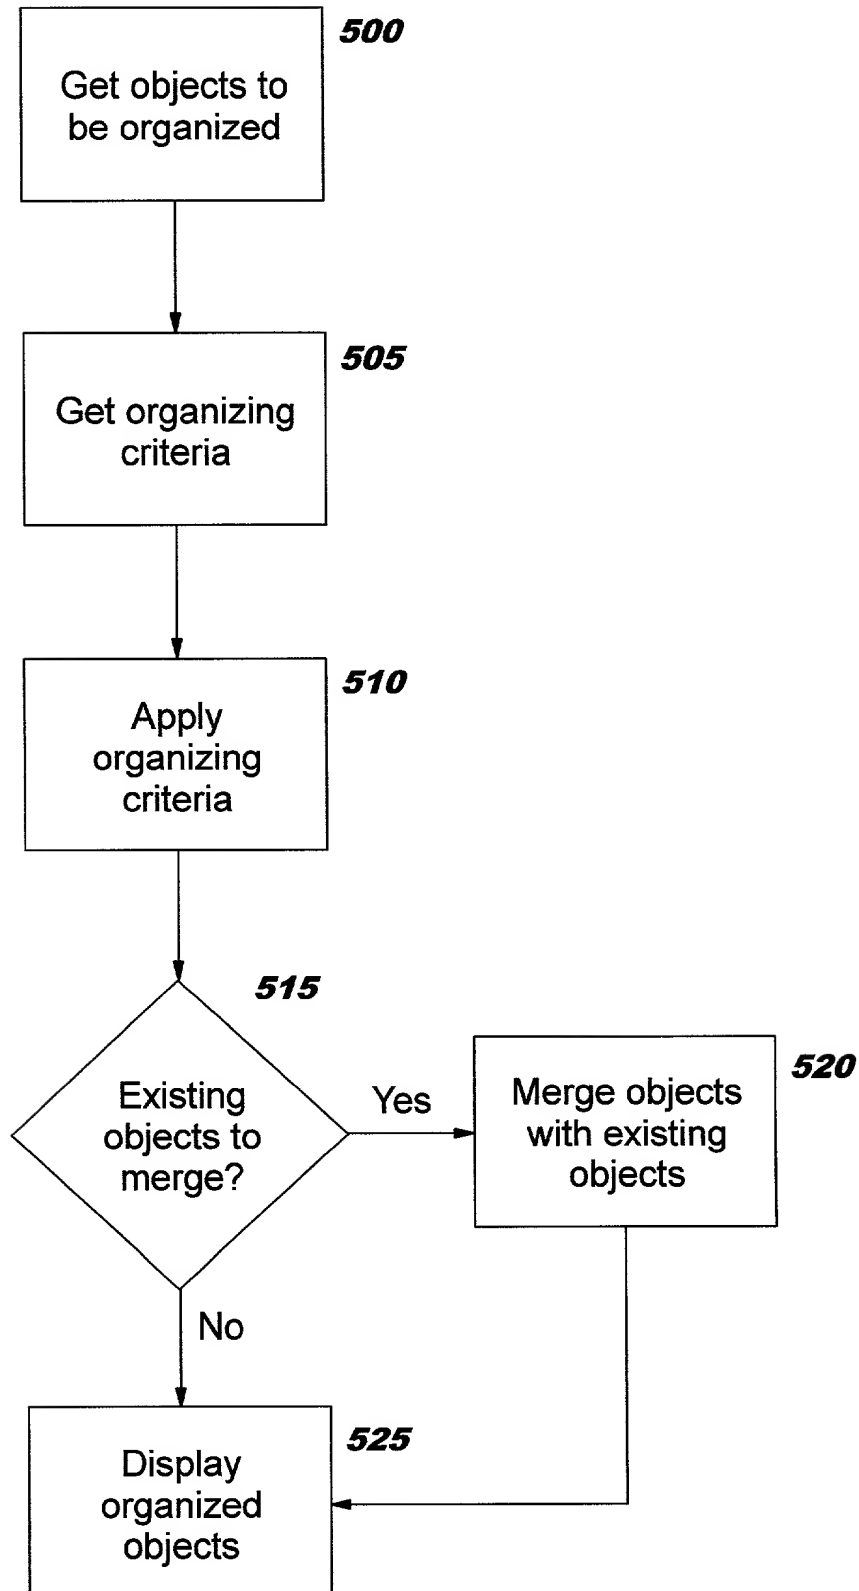 500
Get objects to
be organized
505
Get organizing
criteria
510
Apply
organizing
criteria
515
Existing
objects to
merge?
Yes
520
Merge objects
with existing
objects
No
525
Display
organized
objects